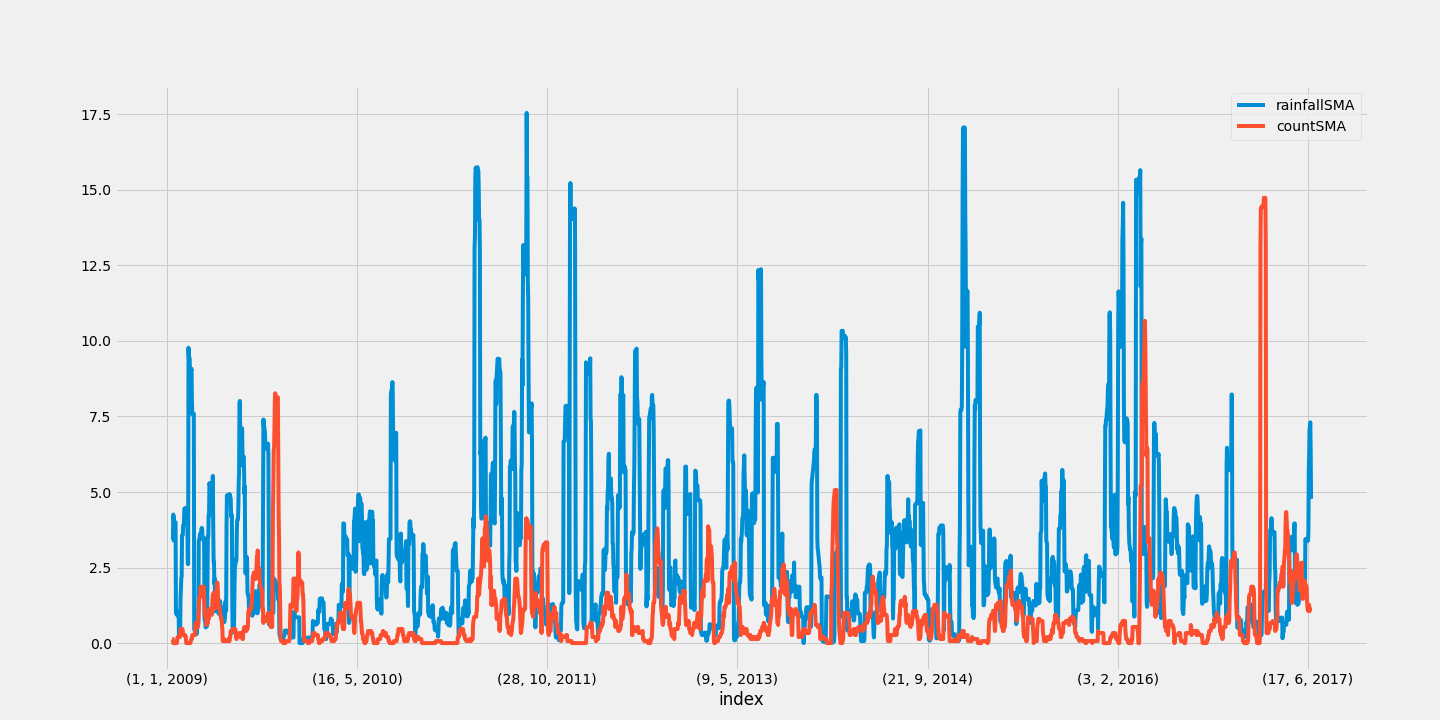 17.5
15.0
12.5
10.0
7.5
5.0
2.5
0.0
rainfallSMA
countSMA
(1, 1, 2009) (16, 5, 2010) (28, 10, 2011) (9, 5, 2013) (21, 9, 2014) (3, 2, 2016) (17, 6, 2017)
index